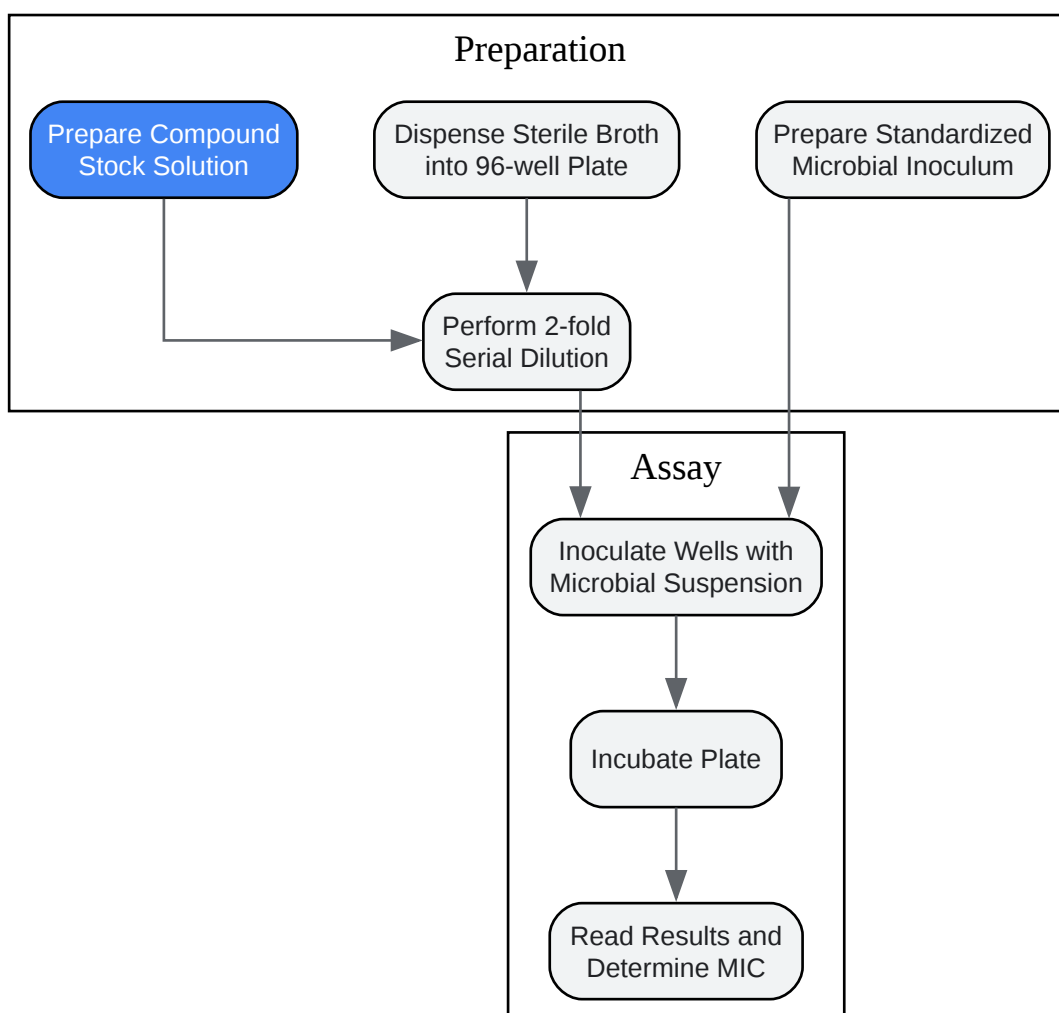 Preparation
Prepare Compound
Stock Solution
Dispense Sterile Broth
into 96-well Plate
Prepare Standardized
Microbial Inoculum
Perform 2-fold
Serial Dilution
Assay
Inoculate Wells with
Microbial Suspension
Incubate Plate
Read Results and
Determine MIC